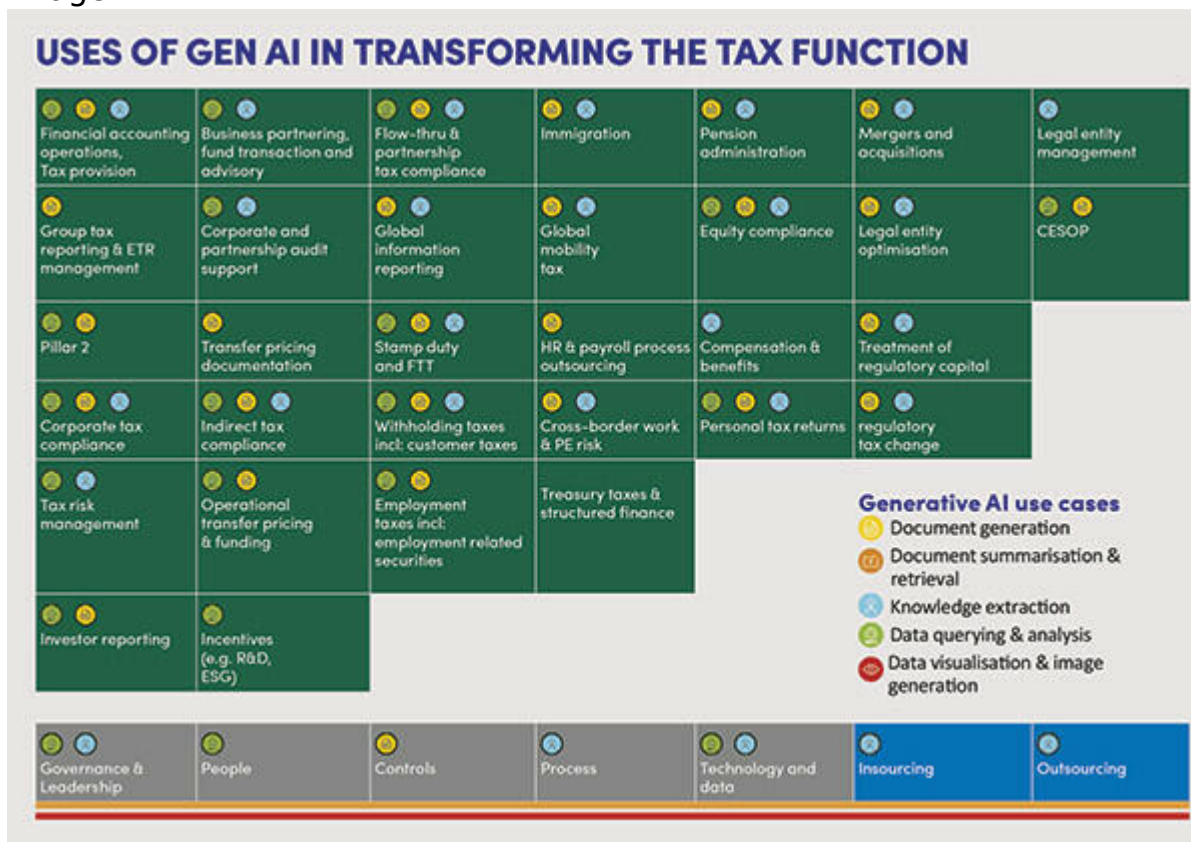 USES OF GEN AI IN TRANSFORMING THE TAX FUNCTION
Financial accounting
operations,
Tax provision
Business partnering,
fund transaction and
advisory
Flow-thru &
partnership
tax compliance
Immigration
Pension
administration
Mergers and
acquisitions
Legal entity
management
Group tax
reporting & ETR
management
Corporate and
partnership audit
support
Global
information
reporting
Global
mobility
tax
Equity compliance
Legal entity
optimisation
CESOP
Pillar 2
Transfer pricing
documentation
Stamp duty
and FTT
HR & payroll process
outsourcing
Compensation &
benefits
Treatment of
regulatory capital
Corporate tax
compliance
Indirect tax
compliance
Withholding taxes
incl: customer taxes
Cross-border work
& PE risk
Personal tax returns
regulatory
tax change
Tax risk
management
Operational
transfer pricing
& funding
Employment
taxes incl:
employment related
securities
Treasury taxes &
structured finance
Investor reporting
Incentives
(e.g. R&D,
ESG)
Generative AI use cases
Document generation
Document summarisation &
retrieval
Knowledge extraction
Data querying & analysis
Data visualisation & image
generation
Governance &
Leadership
People
Controls
Process
Technology and
data
Insourcing
Outsourcing